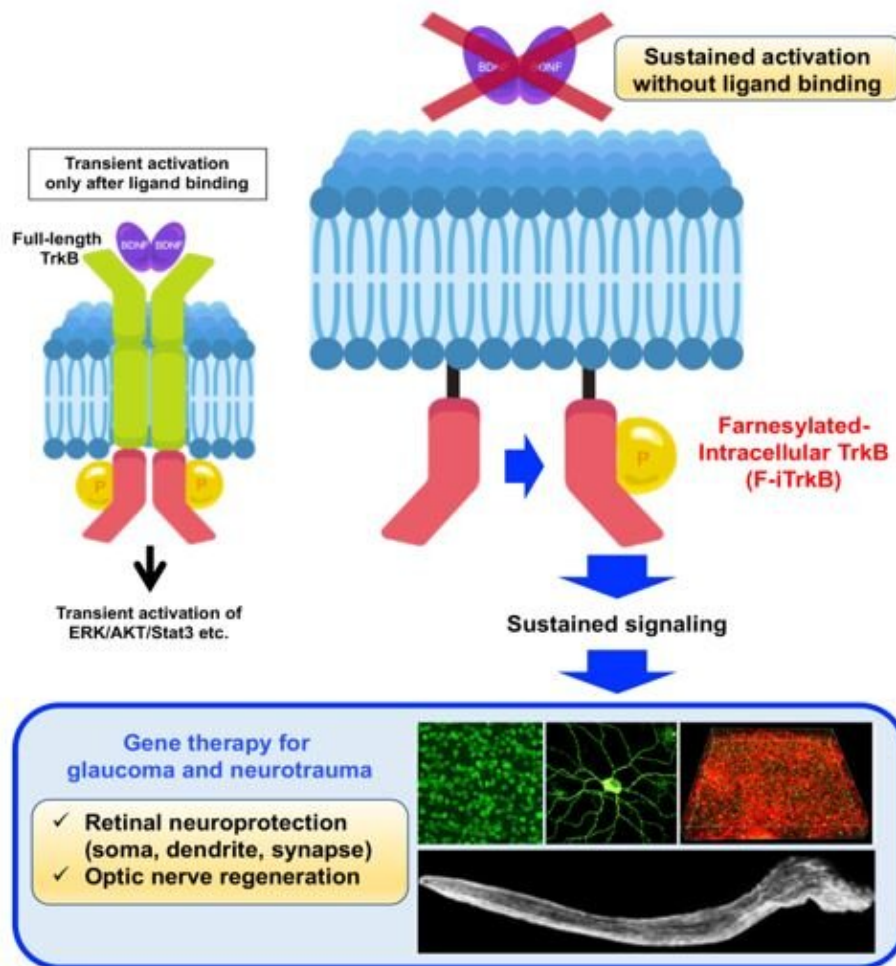 BDNF BDNF
Sustained activation
without ligand binding
Transient activation
only after ligand binding
Full-length
TrkB
BDNF BDNF
P
P
Transient activation of
ERK/AKT/Stat3 etc.
P
Farnesylated-
Intracellular TrkB
(F-iTrkB)
Sustained signaling
Gene therapy for
glaucoma and neurotrauma
✓ Retinal neuroprotection
(soma, dendrite, synapse)
✓ Optic nerve regeneration